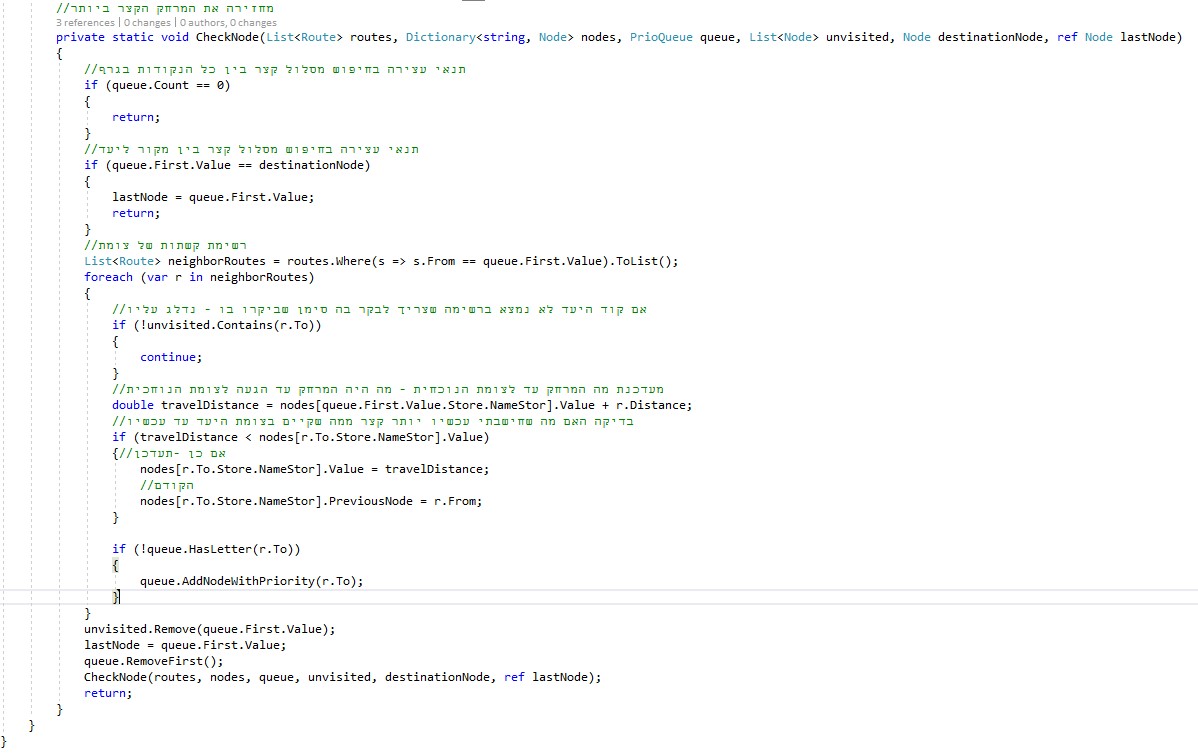 //מחזירה את המרחק הקצר ביותר
3 references | 0 changes | 0 authors, 0 changes
private static void CheckNode(List<Route> routes, Dictionary<string, Node> nodes, PrioQueue queue, List<Node> unvisited, Node destinationNode, ref Node lastNode)
{
//תנאי עצירה בחיפוש מסלול קצר בין כל הנקודות בגרף
if (queue.Count == 0)
{
return;
}
//תנאי עצירה בחיפוש מסלול קצר בין מקור ליעד
if (queue.First.Value == destinationNode)
{
lastNode = queue.First.Value;
return;
}
//רשימת קשתות של צומת
List<Route> neighborRoutes = routes.Where(s => s.From == queue.First.Value).ToList();
foreach (var r in neighborRoutes)
{
//אם קוד היעד לא נמצא ברשימה שצריך לבקר בה סימן שביקרו בו - נדלג עליו
if (!unvisited.Contains(r.To))
{
continue;
}
//מעדכנת מה המרחק עד לצומת הנוכחית - מה היה המרחק עד הגעה לצומת הנוחכית
double travelDistance = nodes[queue.First.Value.Store.NameStor].Value + r.Distance;
//בדיקה האם מה שחישבתי עכשיו יותר קצר ממה שקיים בצומת היעד עד עכשיו
if (travelDistance < nodes[r.To.Store.NameStor].Value)
{//אם כן -תעדכן
nodes[r.To.Store.NameStor].Value = travelDistance;
//הקודם
nodes[r.To.Store.NameStor].PreviousNode = r.From;
}
if (!queue.HasLetter(r.To))
{
queue.AddNodeWithPriority(r.To);
}
}
unvisited.Remove(queue.First.Value);
lastNode = queue.First.Value;
queue.RemoveFirst();
CheckNode(routes, nodes, queue, unvisited, destinationNode, ref lastNode);
return;
}
}
}